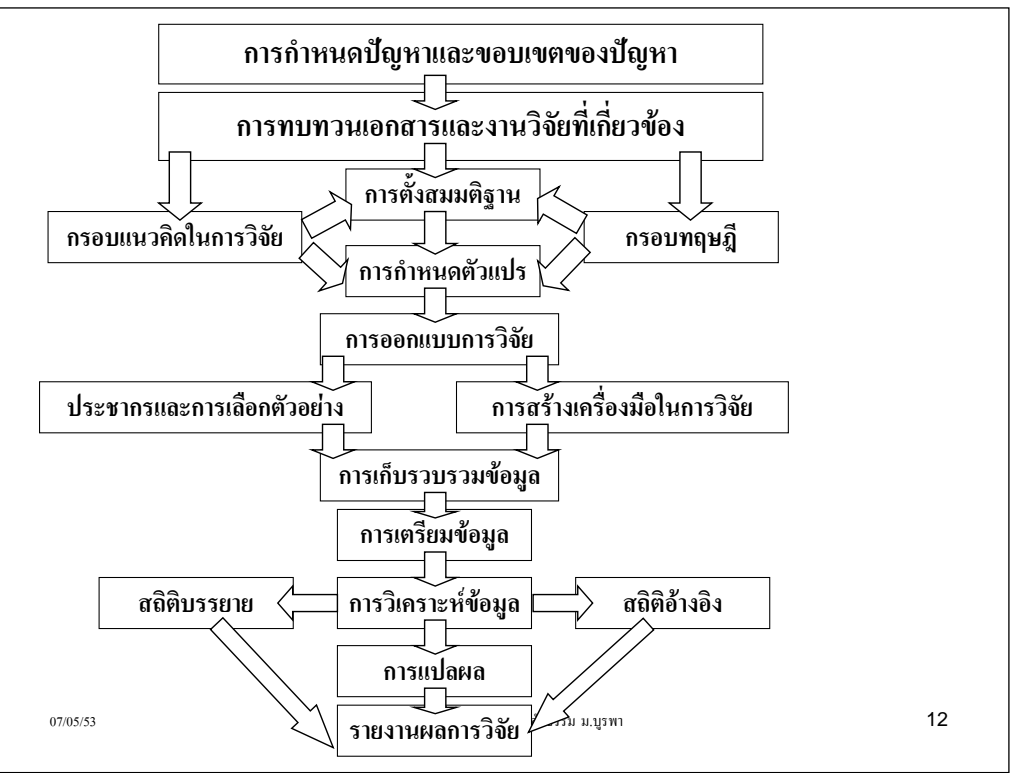 การกำหนดปัญหาและขอบเขตของปัญหา
การทบทวนเอกสารและงานวิจัยที่เกี่ยวข้อง
การตั้งสมมติฐาน
กรอบแนวคิดในการวิจัย
กรอบทฤษฎี
การกำหนดตัวแปร
การออกแบบการวิจัย
ประชากรและการเลือกตัวอย่าง
การสร้างเครื่องมือในการวิจัย
การเก็บรวบรวมข้อมูล
การเตรียมข้อมูล
สถิติบรรยาย
การวิเคราะห์ข้อมูล
สถิติอ้างอิง
การแปลผล
รายงานผลการวิจัย
07/05/53
ม.บูรพา
12